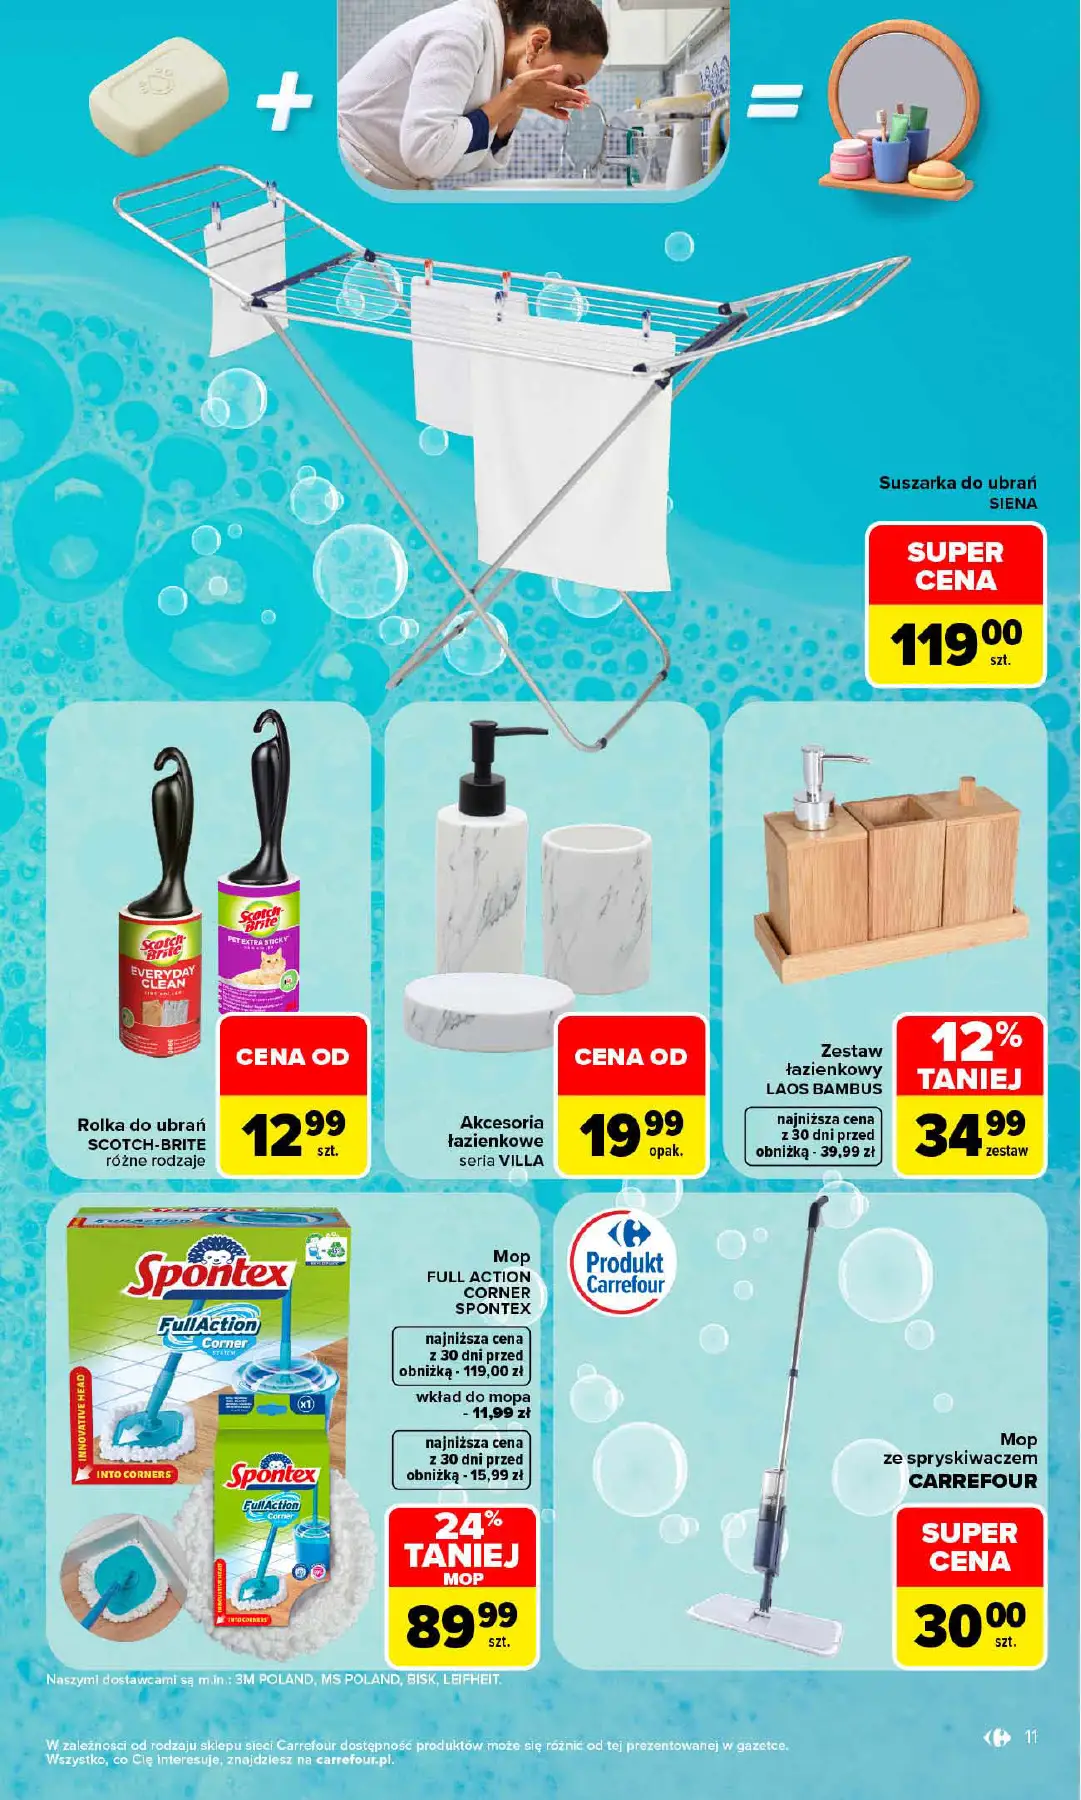 Suszarka do ubrań
SIENA
SUPER
CENA
119 00
szt.
Scotch-
Brite
EVERYDAY
CLEAN
Scotch-
Brite
PET EXTRA STICKY
CENA OD
Rolka do ubrań
SCOTCH-BRITE
różne rodzaje
12 99
szt.
CENA OD
Akcesoria
łazienkowe
seria VILLA
19 99
opak.
Zestaw
łazienkowy
LAOS BAMBUS
najniższa cena
z 30 dni przed
obniżką - 39,99 zł
12%
TANIEJ
34 99
zestaw
FullAction
Spontex
FullAction
Corner
SYSTEM
INNOVATIVE HEAD
INTO CORNERS
x1
Spontex
FullAction
Corner
INNOVATIVE HEAD
INTO CORNERS
Mop
FULL ACTION
CORNER
SPONTEX
najniższa cena
z 30 dni przed
obniżką - 119,00 zł
wkład do mopa
- 11,99 zł
najniższa cena
z 30 dni przed
obniżką - 15,99 zł
24%
TANIEJ
MOP
89 99
szt.
Produkt
Carrefour
Mop
ze spryskiwaczem
CARREFOUR
SUPER
CENA
30 00
szt.
Naszymi dostawcami są m.in.: 3M POLAND, MS POLAND, BISK, LEIFHEIT.
W zależności od rodzaju sklepu sieci Carrefour dostępność produktów może się różnić od tej prezentowanej w gazetce.
Wszystko, co Cię interesuje, znajdziesz na carrefour.pl.
11